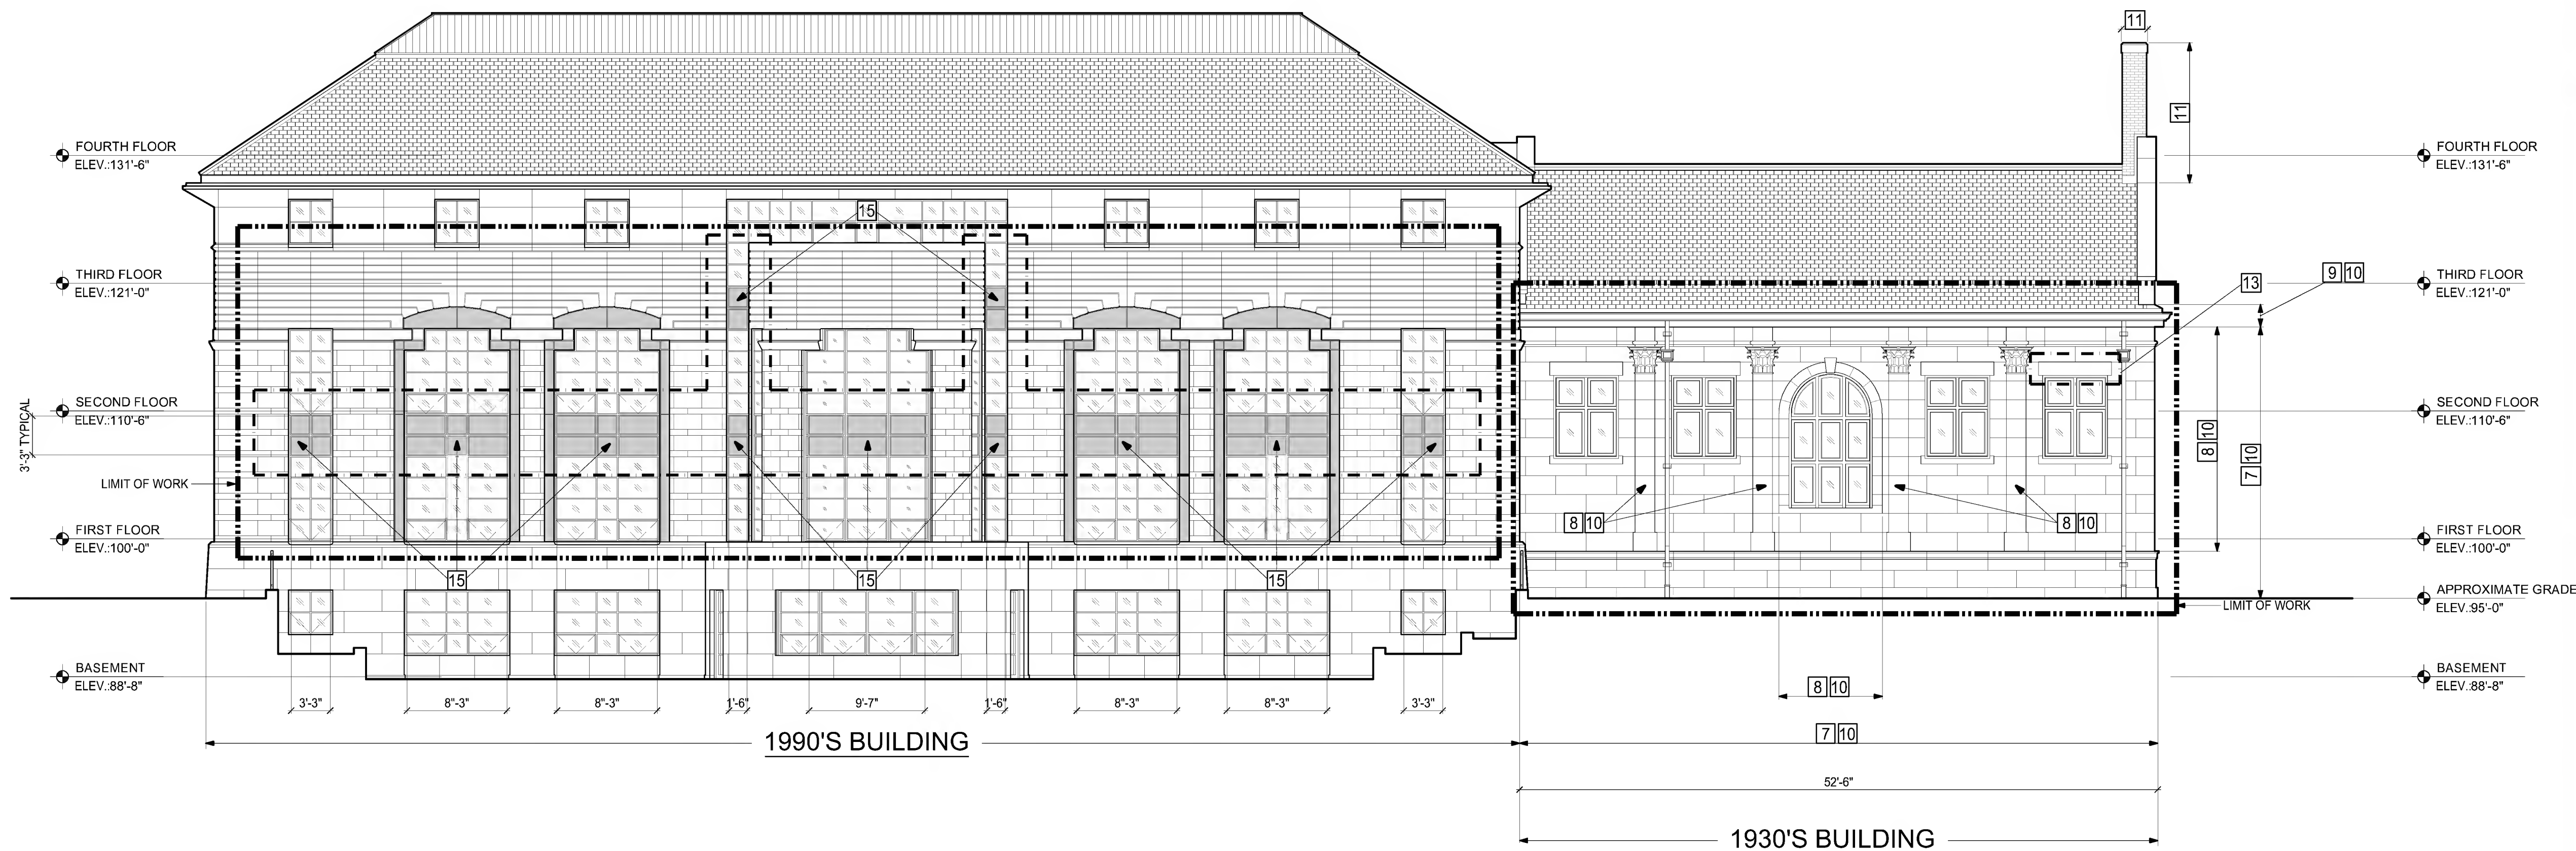 11
11
FOURTH FLOOR
ELEV.:131'-6"
FOURTH FLOOR
ELEV.:131'-6"
15
THIRD FLOOR
ELEV.:121'-0"
13
9 10
THIRD FLOOR
ELEV.:121'-0"
3'-3" TYPICAL
SECOND FLOOR
ELEV.:110'-6"
8 10
7 10
SECOND FLOOR
ELEV.:110'-6"
LIMIT OF WORK
FIRST FLOOR
ELEV.:100'-0"
8 10
8 10
FIRST FLOOR
ELEV.:100'-0"
15
15
15
APPROXIMATE GRADE
ELEV.:95'-0"
LIMIT OF WORK
BASEMENT
ELEV.:88'-8"
BASEMENT
ELEV.:88'-8"
3'-3"
8"-3"
8"-3"
1'-6"
9'-7"
1'-6"
8"-3"
8"-3"
3'-3"
8 10
1990'S BUILDING
7 10
52'-6"
1930'S BUILDING